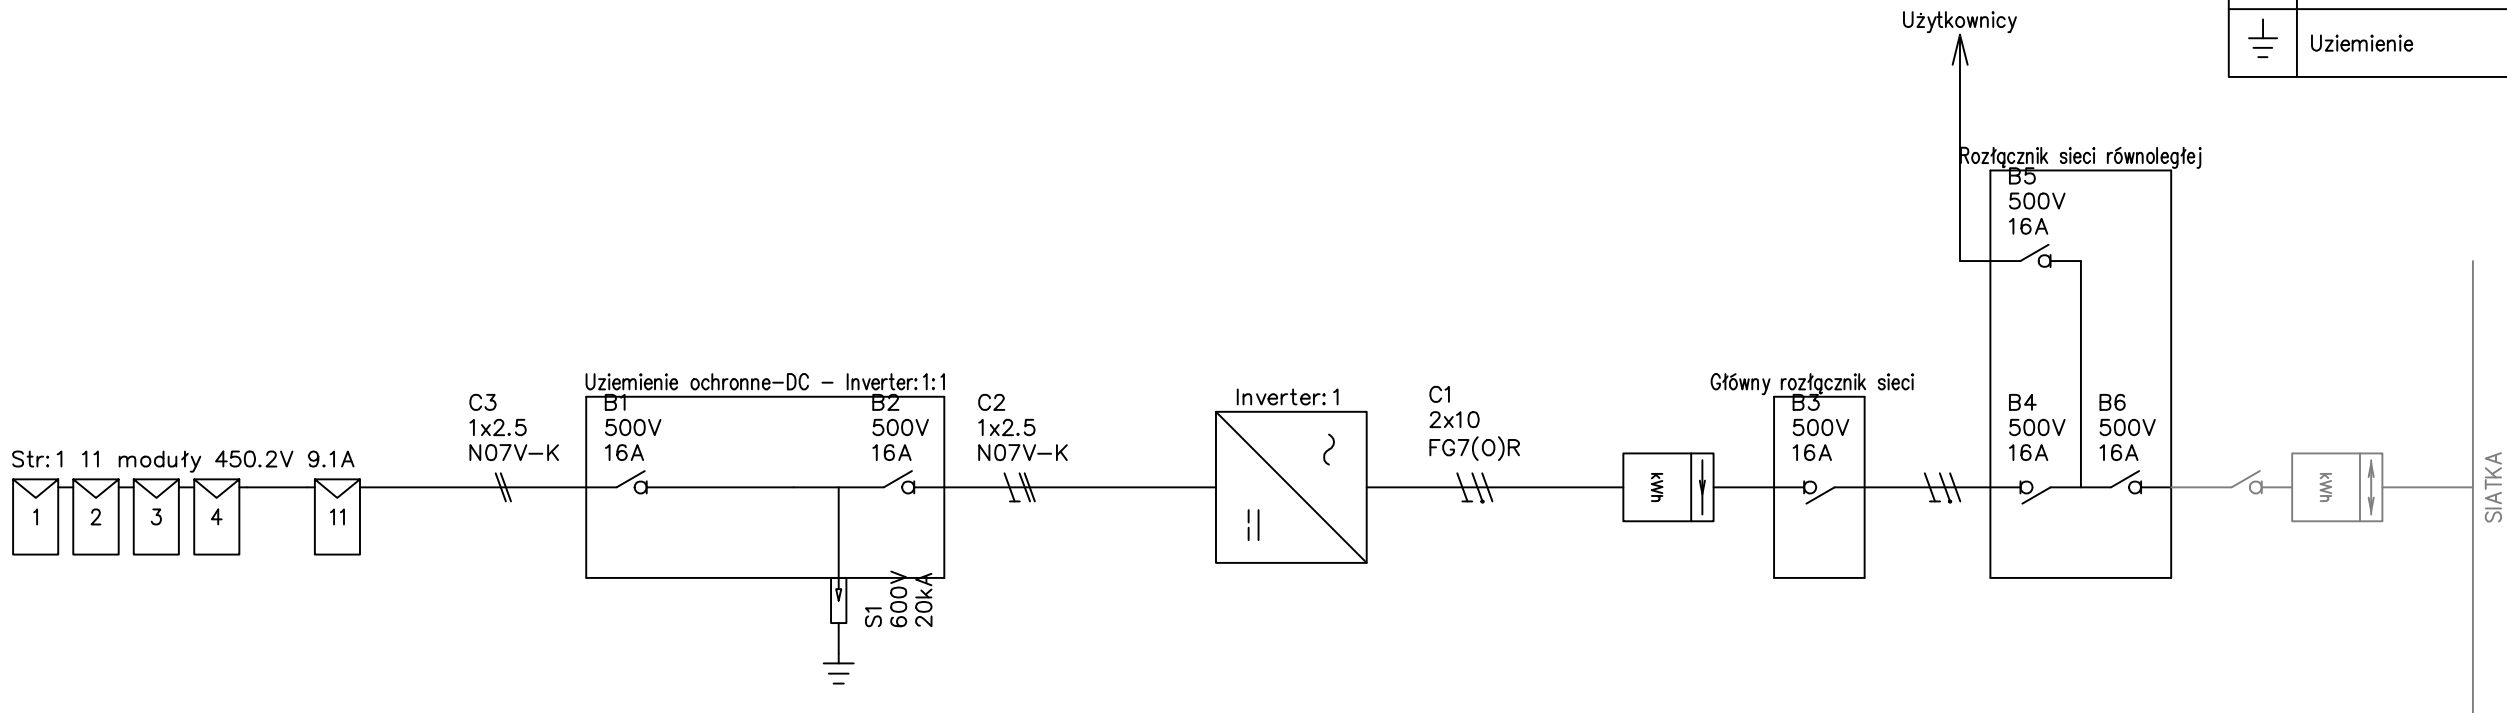 Użytkownicy
Uziemienie
Rozłącznik sieci równoległej
B5
500V
16A
Str:1 11 moduły 450.2V 9.1A
1
2
3
4
11
C3
1x2.5
N07V-K
Uziemienie ochronne-DC - Inverter:1:1
B1
500V
16A
B2
500V
16A
S1
600V
20kA
C2
1x2.5
N07V-K
Inverter:1
C1
2x10
FG7(O)R
kWh
Główny rozłącznik sieci
B3
500V
16A
B4
500V
16A
B6
500V
16A
kWh
SIATKA